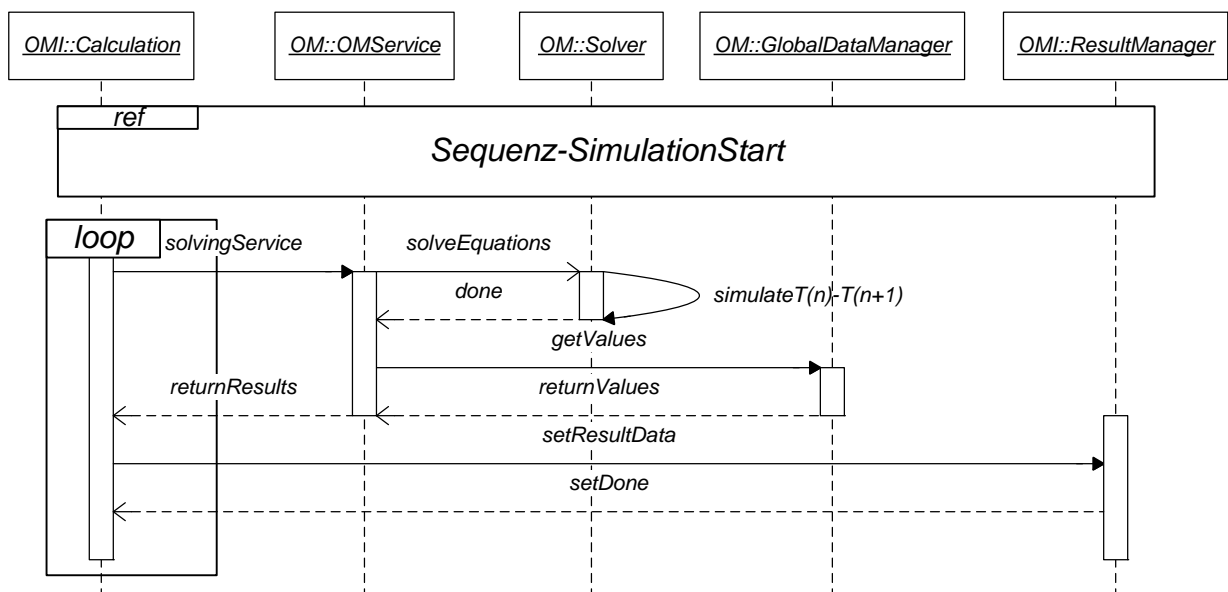 OMI::Calculation
OM::OMService
OM::Solver
OM::GlobalDataManager
OMI::ResultManager
ref
Sequenz-SimulationStart
loop
solvingService
solveEquations
done
simulateT(n)-T(n+1)
getValues
returnResults
returnValues
setResultData
setDone